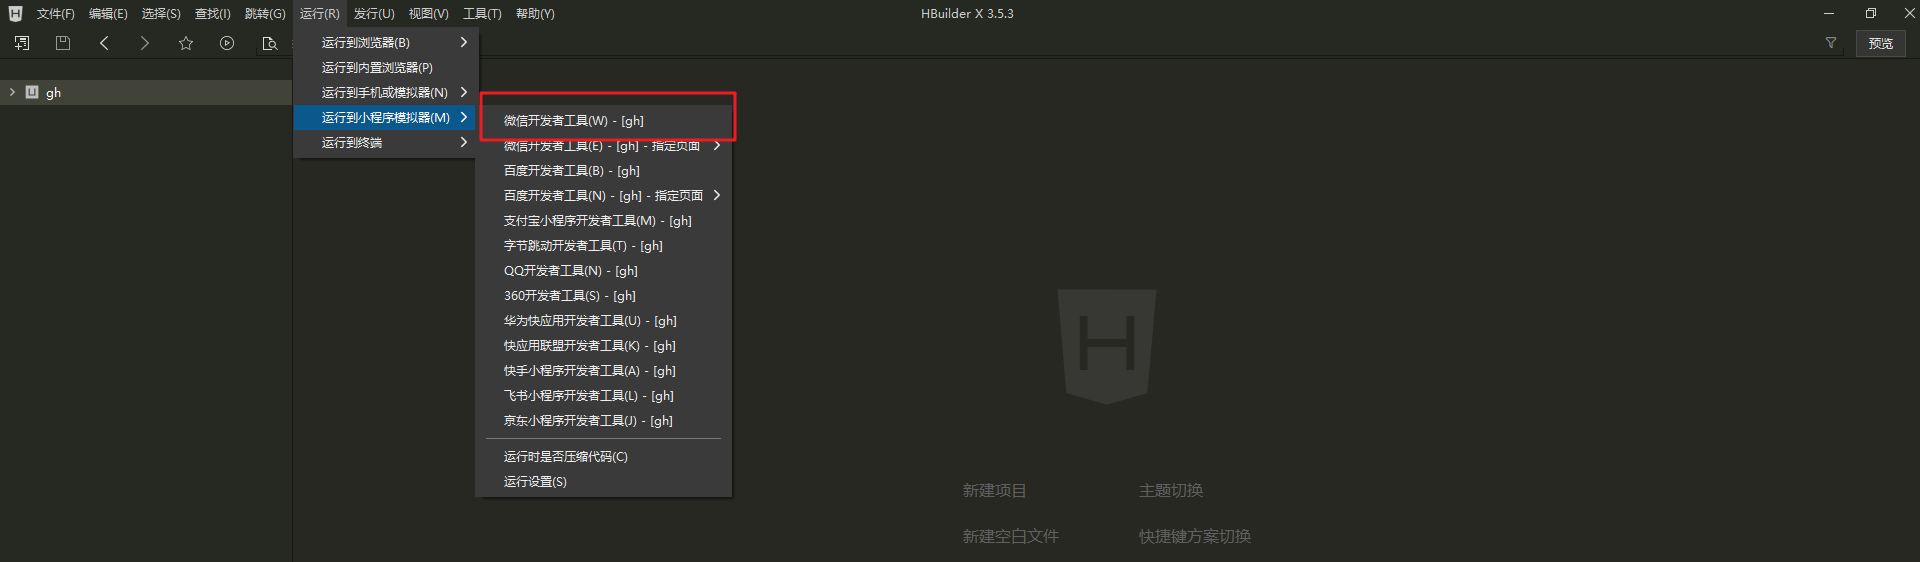 文件(F) 编辑(E) 选择(S) 查找(I) 跳转(G) 运行(R) 发行(U) 视图(V) 工具(T) 帮助(Y) HBuilder X 3.5.3
预览
gh
运行到浏览器(B)
运行到内置浏览器(P)
运行到手机或模拟器(N)
运行到小程序模拟器(M)
运行到终端
微信开发者工具(W) - [gh]
微信开发者工具(E) - [gh] - 指定页面
百度开发者工具(B) - [gh]
百度开发者工具(N) - [gh] - 指定页面
支付宝小程序开发者工具(M) - [gh]
字节跳动开发者工具(T) - [gh]
QQ开发者工具(N) - [gh]
360开发者工具(S) - [gh]
华为快应用开发者工具(U) - [gh]
快应用联盟开发者工具(K) - [gh]
快手小程序开发者工具(A) - [gh]
飞书小程序开发者工具(L) - [gh]
京东小程序开发者工具(J) - [gh]
运行时是否压缩代码(C)
运行设置(S)
H
新建项目 主题切换
新建空白文件 快捷键方案切换